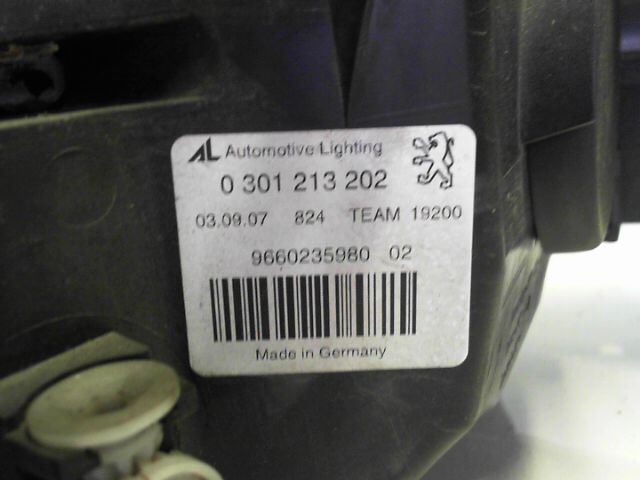 AL Automotive Lighting
0 301 213 202
03.09.07 824 TEAM 19200
9660235980 02
Made in Germany